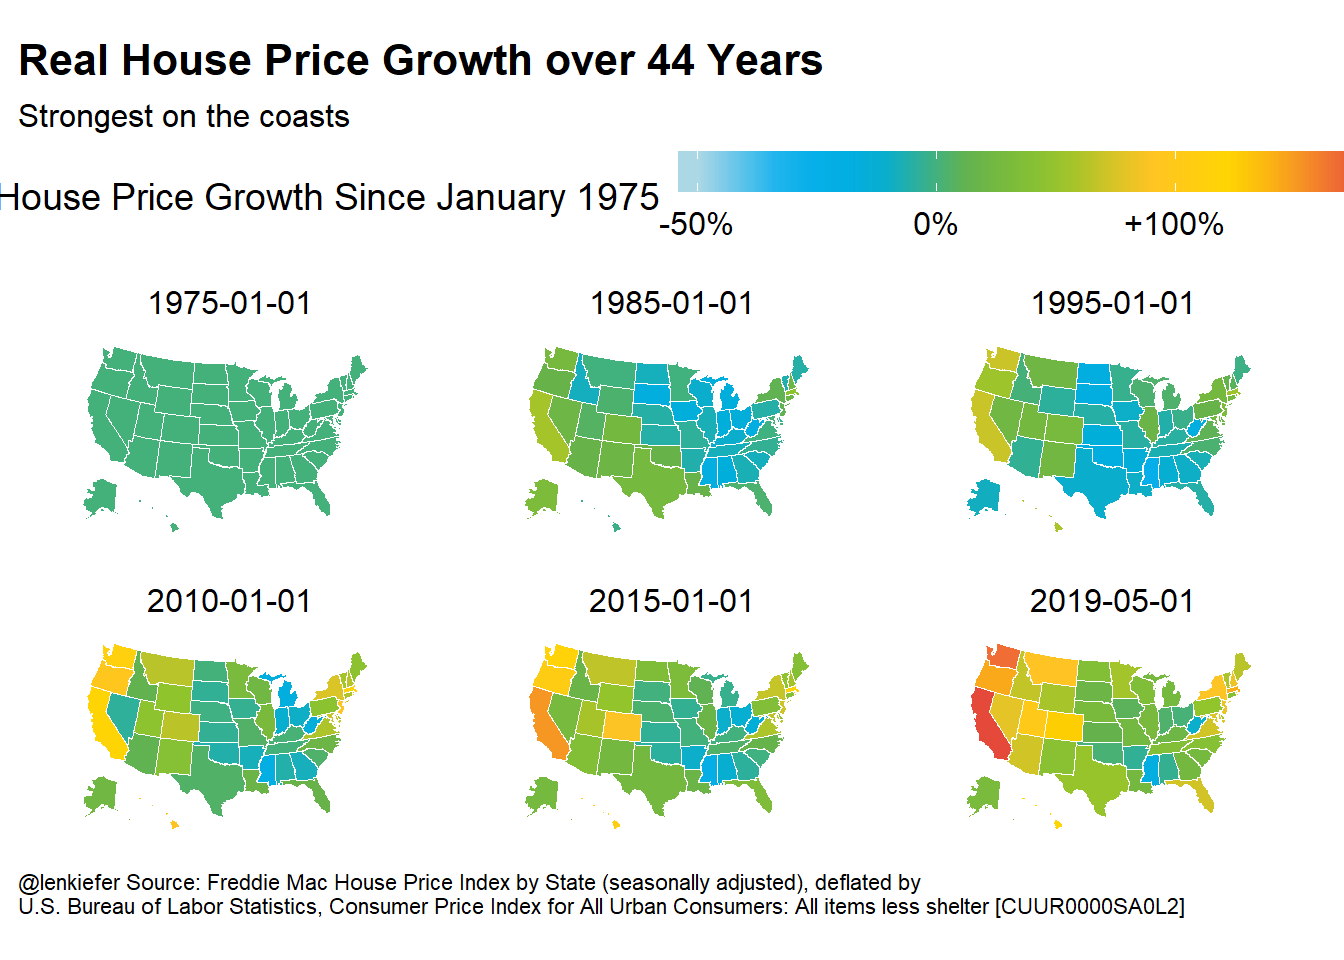 Real House Price Growth over 44 Years
Strongest on the coasts
House Price Growth Since January 1975
-50% 0% +100%
1975-01-01 1985-01-01 1995-01-01
2010-01-01 2015-01-01 2019-05-01
@lenkiefer Source: Freddie Mac House Price Index by State (seasonally adjusted), deflated by
U.S. Bureau of Labor Statistics, Consumer Price Index for All Urban Consumers: All items less shelter [CUUR0000SA0L2]